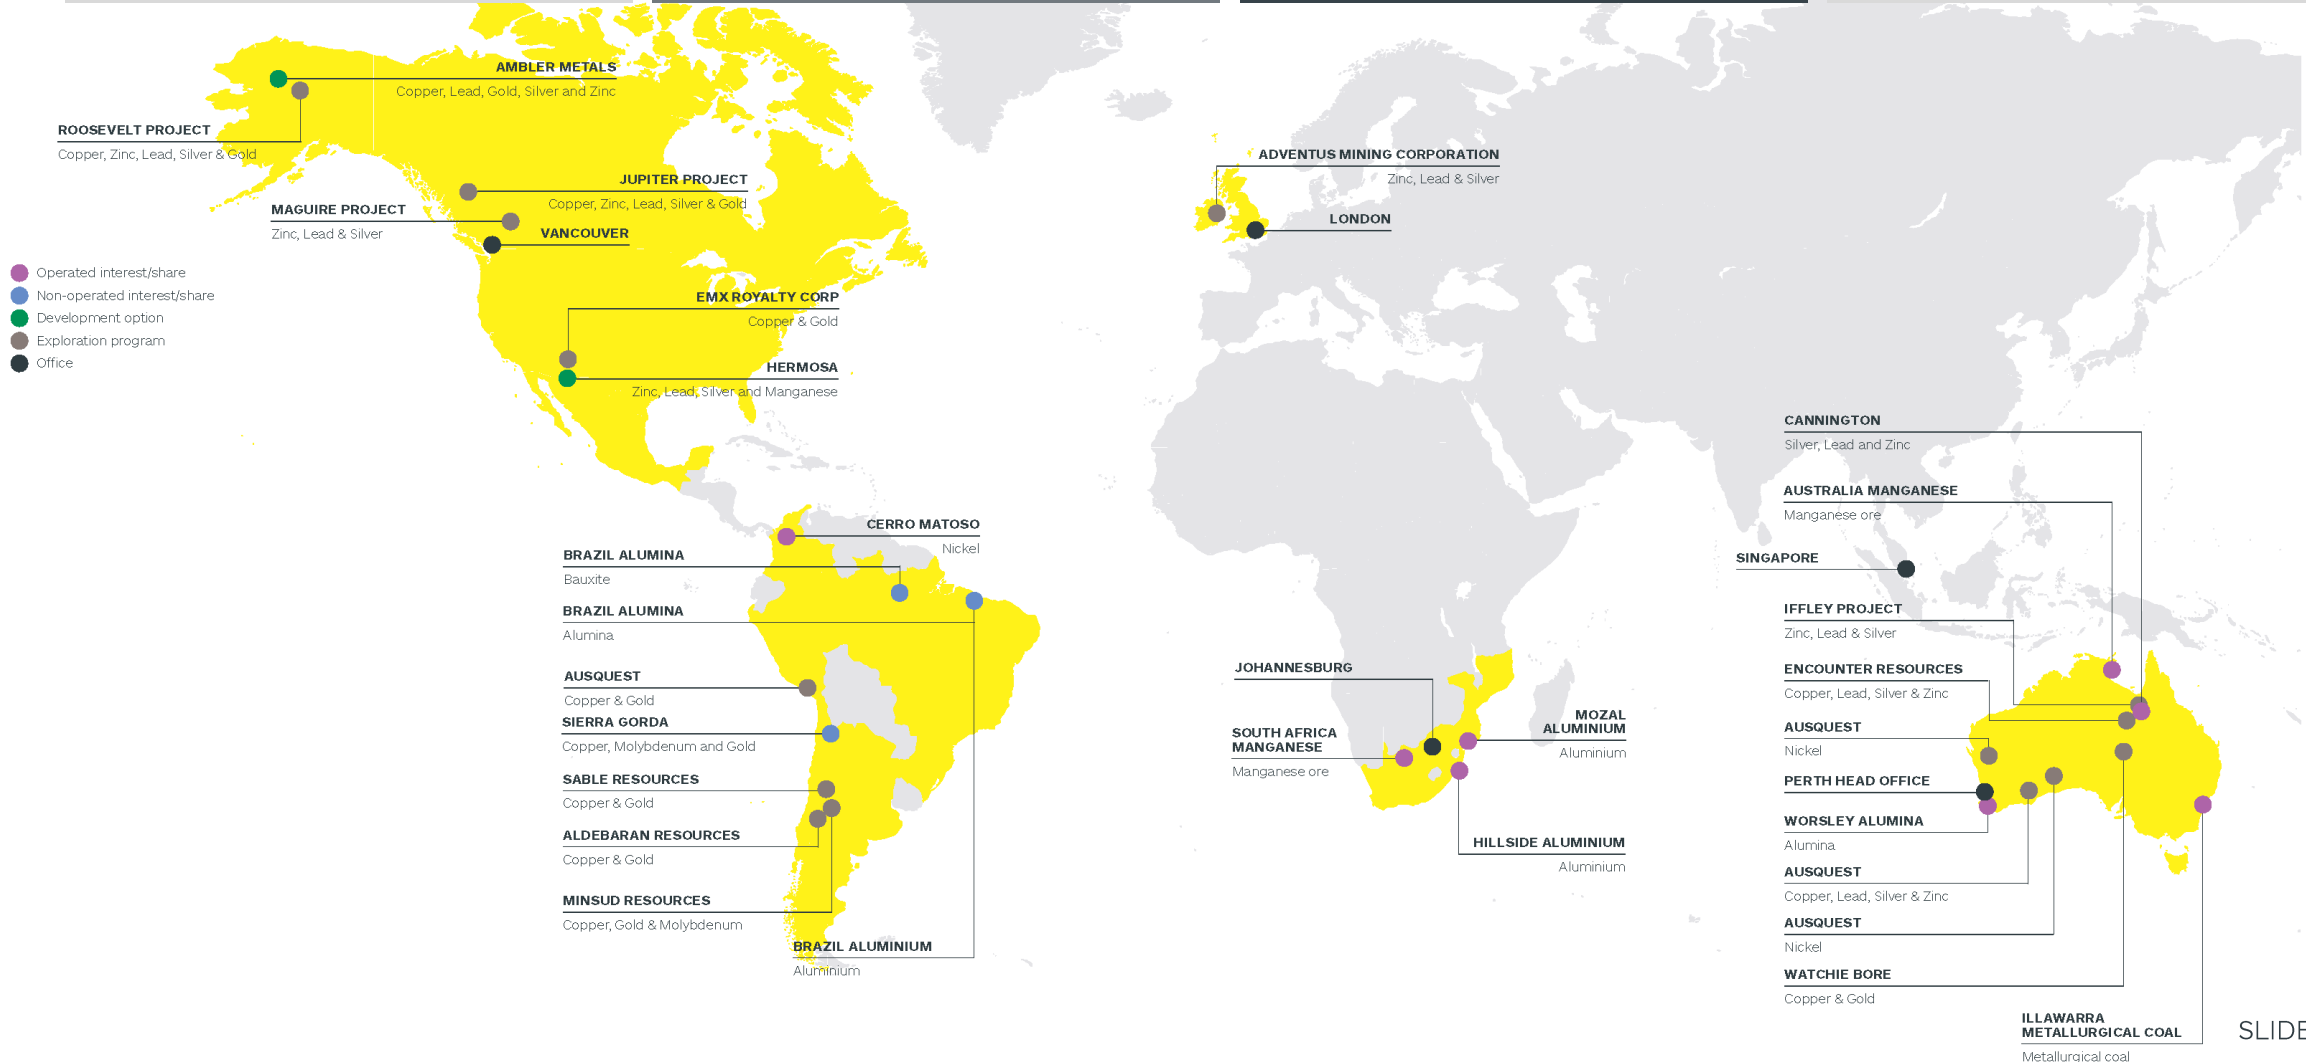 AMBLER METALS
Copper, Lead, Gold, Silver and Zinc
ROOSEVELT PROJECT
Copper, Zinc, Lead, Silver & Gold
JUPITER PROJECT
Copper, Zinc, Lead, Silver & Gold
MAGUIRE PROJECT
Zinc, Lead & Silver
VANCOUVER
Operated interest/share
Non-operated interest/share
Development option
Exploration program
Office
EMX ROYALTY CORP
Copper & Gold
HERMOSA
Zinc, Lead, Silver and Manganese
CERRO MATOSO
Nickel
BRAZIL ALUMINA
Bauxite
BRAZIL ALUMINA
Alumina
AUSQUEST
Copper & Gold
SIERRA GORDA
Copper, Molybdenum and Gold
SABLE RESOURCES
Copper & Gold
ALDEBARAN RESOURCES
Copper & Gold
MINSUD RESOURCES
Copper, Gold & Molybdenum
BRAZIL ALUMINIUM
Aluminium
ADVENTUS MINING CORPORATION
Zinc, Lead & Silver
LONDON
JOHANNESBURG
SOUTH AFRICA
MANGANESE
Manganese ore
MOZAL
ALUMINIUM
Aluminium
HILLSIDE ALUMINIUM
Aluminium
CANNINGTON
Silver, Lead and Zinc
AUSTRALIA MANGANESE
Manganese ore
SINGAPORE
IFFLEY PROJECT
Zinc, Lead & Silver
ENCOUNTER RESOURCES
Copper, Lead, Silver & Zinc
AUSQUEST
Nickel
PERTH HEAD OFFICE
WORSLEY ALUMINA
Alumina
AUSQUEST
Copper, Lead, Silver & Zinc
AUSQUEST
Nickel
WATCHIE BORE
Copper & Gold
ILLAWARRA
METALLURGICAL COAL
Metallurgical coal
SLIDE